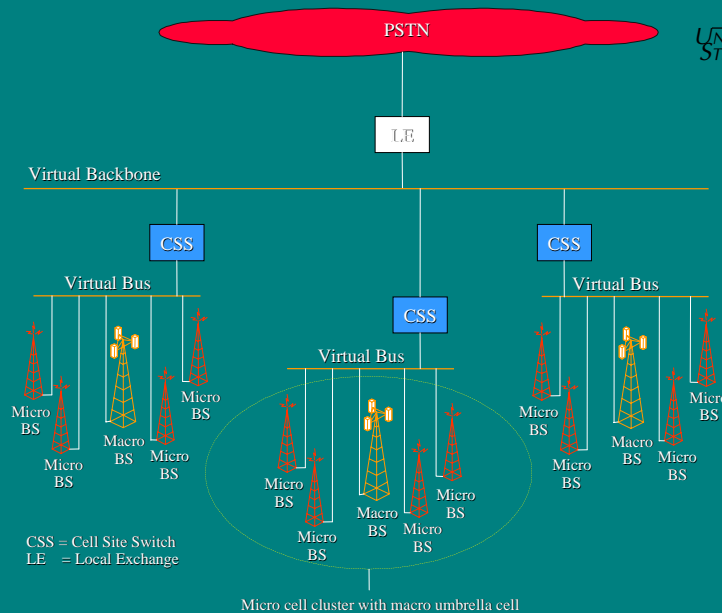 PSTN
LE
Virtual Backbone
CSS
CSS
Virtual Bus
Virtual Bus
CSS
Virtual Bus
Micro
BS
Micro
BS
Macro
BS
Micro
BS
Micro
BS
Micro
BS
Micro
BS
Macro
BS
Micro
BS
Micro
BS
Micro
BS
Micro
BS
Macro
BS
Micro
BS
Micro
BS
CSS = Cell Site Switch
LE = Local Exchange
Micro cell cluster with macro umbrella cell